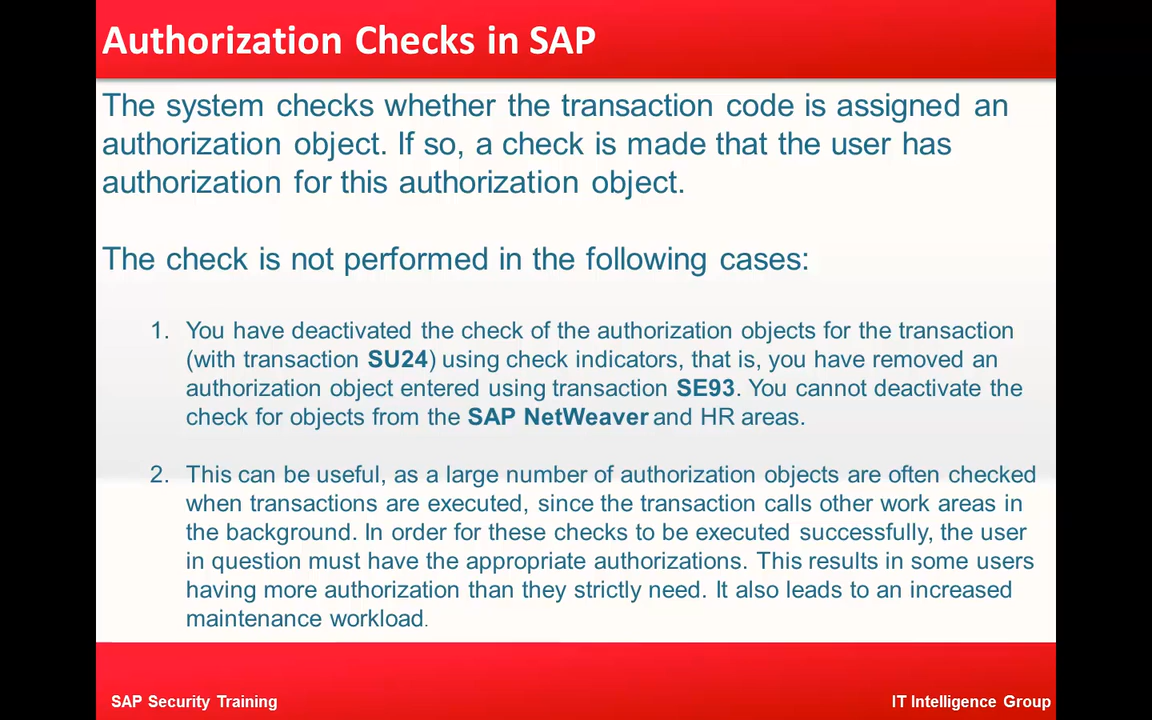 Authorization Checks in SAP
The system checks whether the transaction code is assigned an
authorization object. If so, a check is made that the user has
authorization for this authorization object.
The check is not performed in the following cases:
1. You have deactivated the check of the authorization objects for the transaction
(with transaction SU24) using check indicators, that is, you have removed an
authorization object entered using transaction SE93. You cannot deactivate the
check for objects from the SAP NetWeaver and HR areas.
2. This can be useful, as a large number of authorization objects are often checked
when transactions are executed, since the transaction calls other work areas in
the background. In order for these checks to be executed successfully, the user
in question must have the appropriate authorizations. This results in some users
having more authorization than they strictly need. It also leads to an increased
maintenance workload.
SAP Security Training
IT Intelligence Group